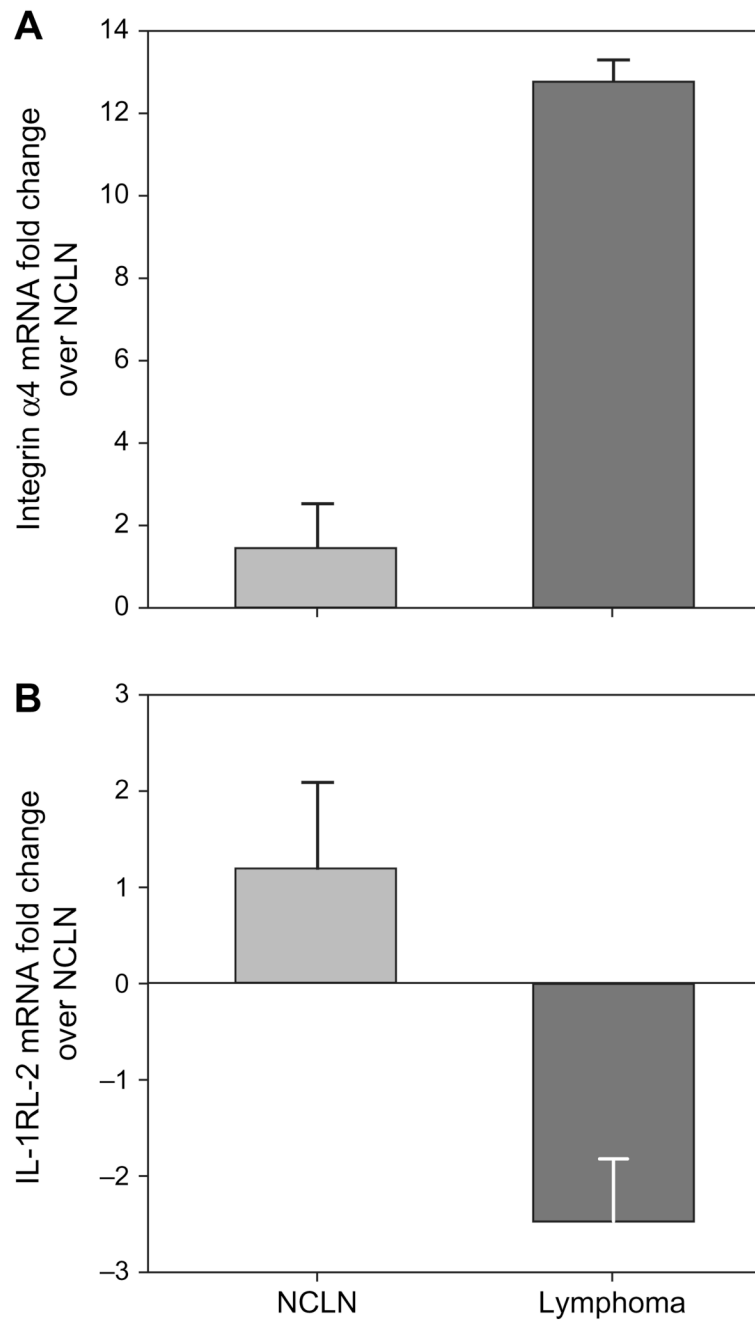 A
Integrin α4 mRNA fold change
over NCLN
14
12
10
8
6
4
2
0
B
IL-1RL-2 mRNA fold change
over NCLN
3
2
1
0
–1
–2
–3
NCLN
Lymphoma